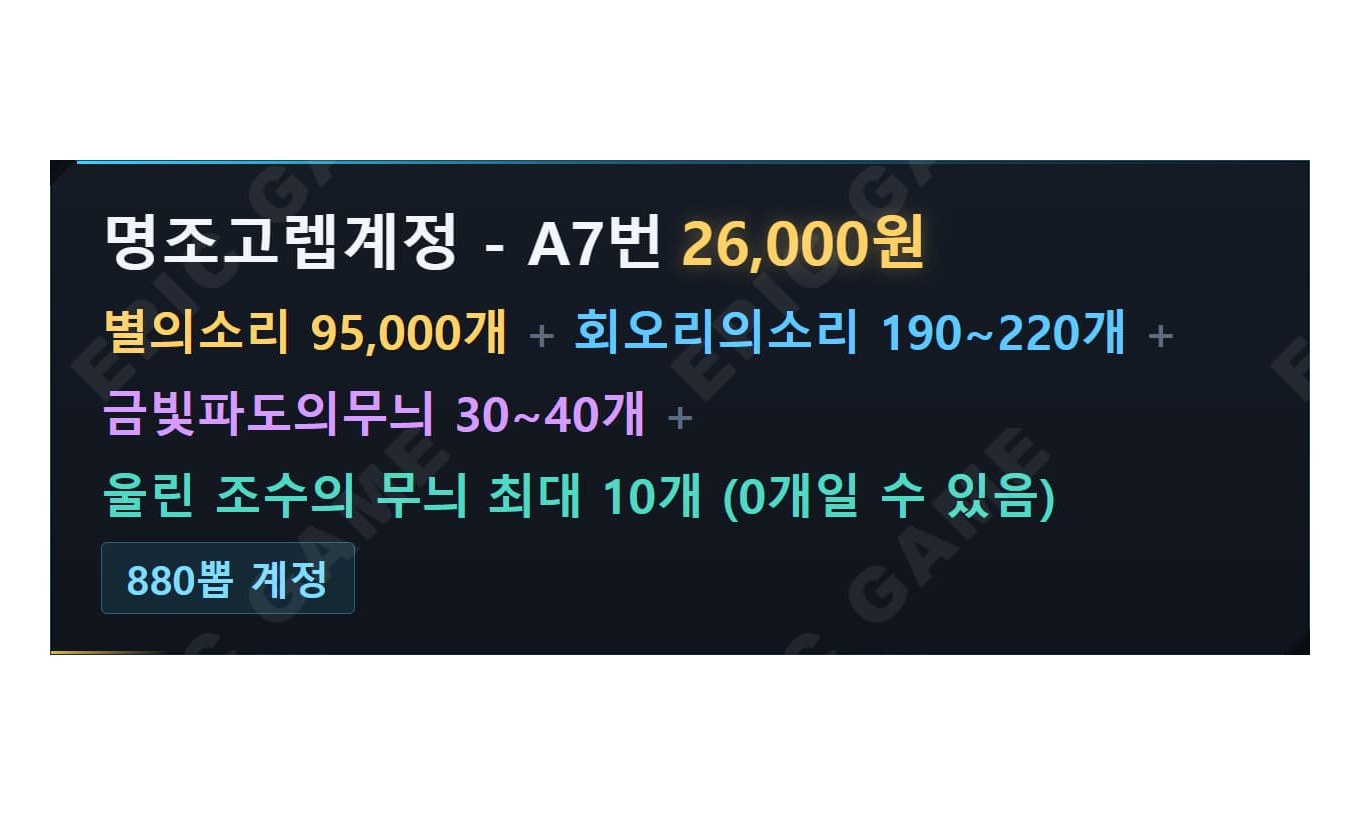 명조고렙계정 - A7번 26,000원
별의소리 95,000개 + 회오리의소리 190~220개 +
금빛파도의무늬 30~40개 +
울린 조수의 무늬 최대 10개 (0개일 수 있음)
880뽑 계정
EPIC GAME